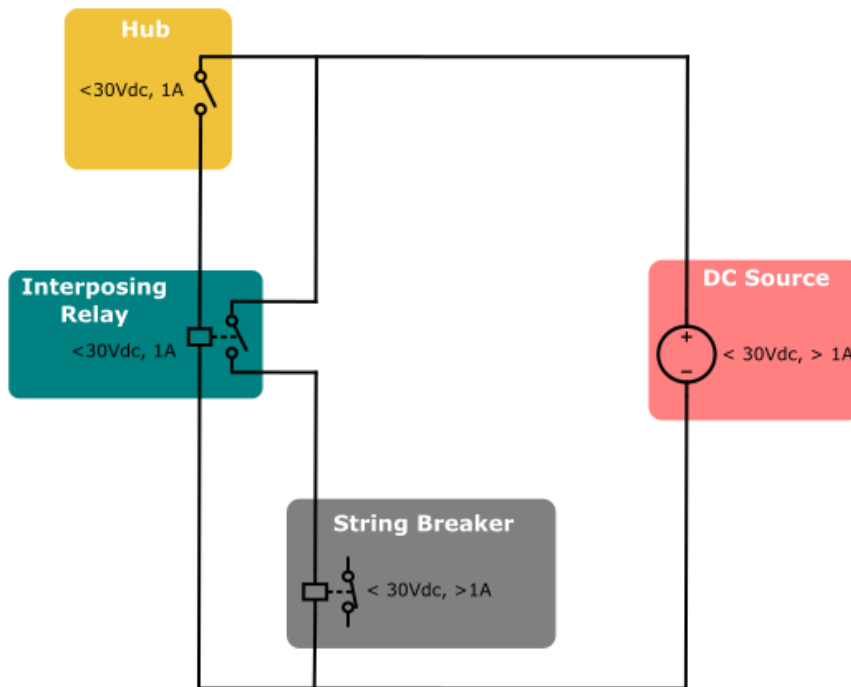 Hub
<30Vdc, 1A
Interposing
Relay
<30Vdc, 1A
DC Source
+
−
< 30Vdc, > 1A
String Breaker
< 30Vdc, >1A